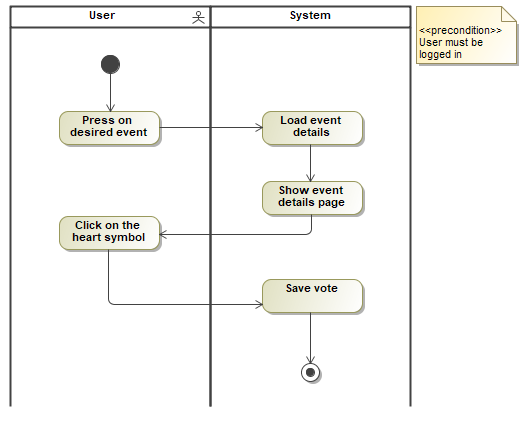 User
System
<<precondition>>
User must be
logged in
Press on
desired event
Load event
details
Show event
details page
Click on the
heart symbol
Save vote